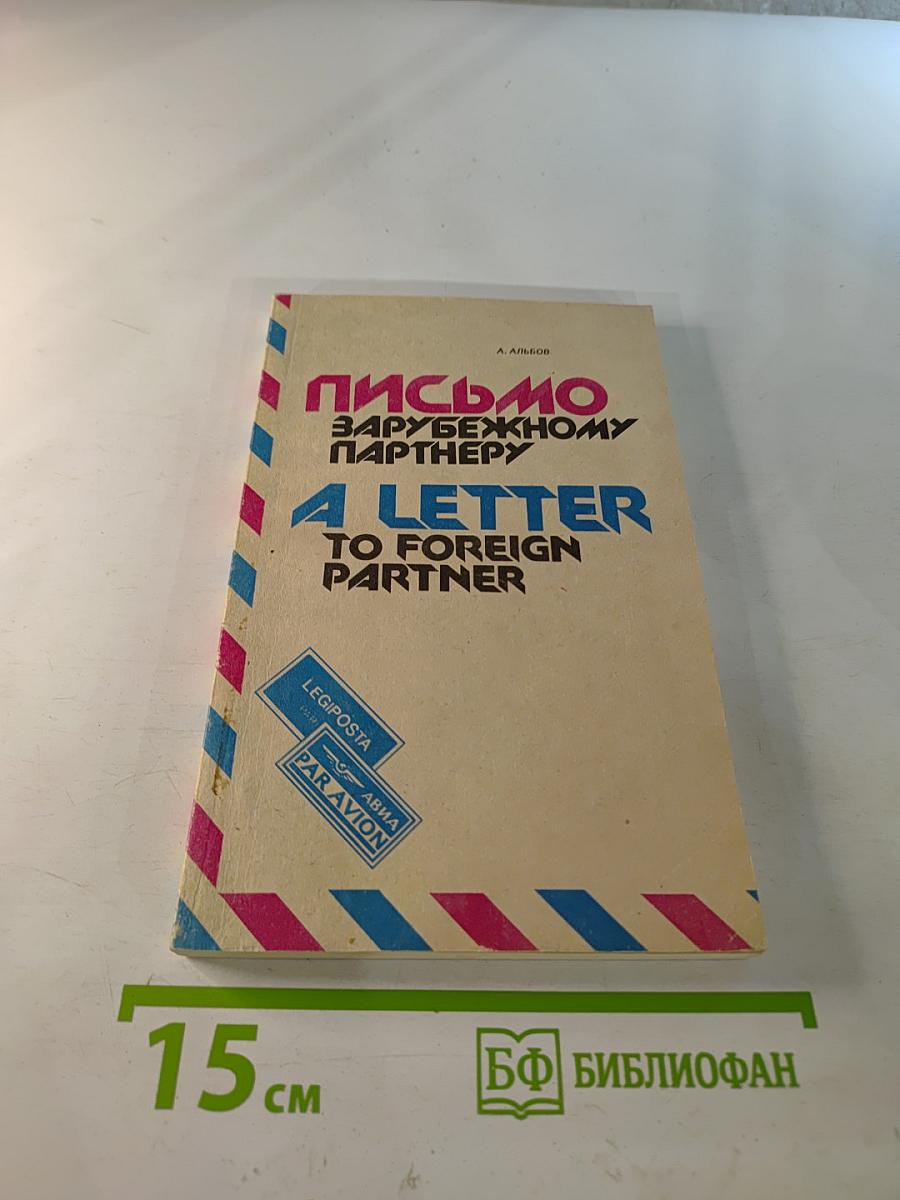 А. АЛЬБОВ
ПИСЬМО
ЗАРУБЕЖНОМУ
ПАРТНЕРУ
A LETTER
TO FOREIGN
PARTNER
LEGIPOSTA
АВИА
PAR AVION
15 см
БФ БИБЛИОФАН